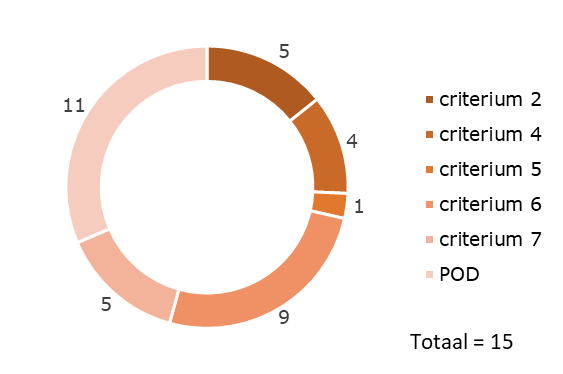 5
4
1
9
5
11
criterium 2
criterium 4
criterium 5
criterium 6
criterium 7
POD
Totaal = 15